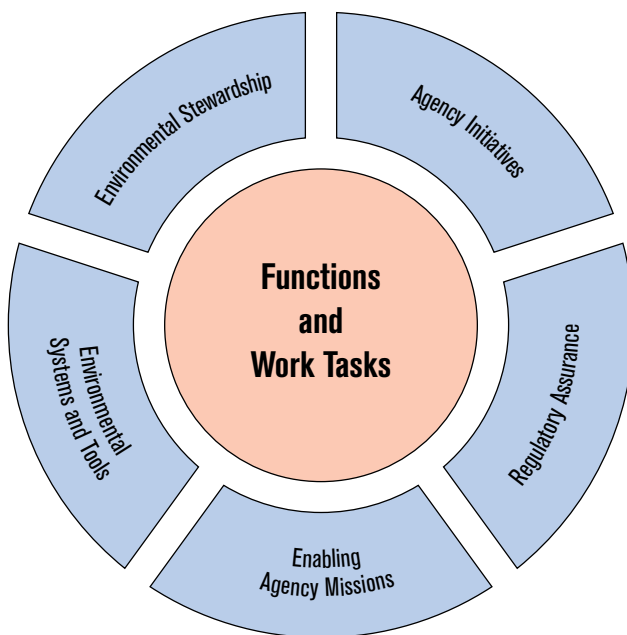 Environmental Stewardship
Agency Initiatives
Functions
and
Work Tasks
Environmental
Systems and Tools
Regulatory Assurance
Enabling
Agency Missions